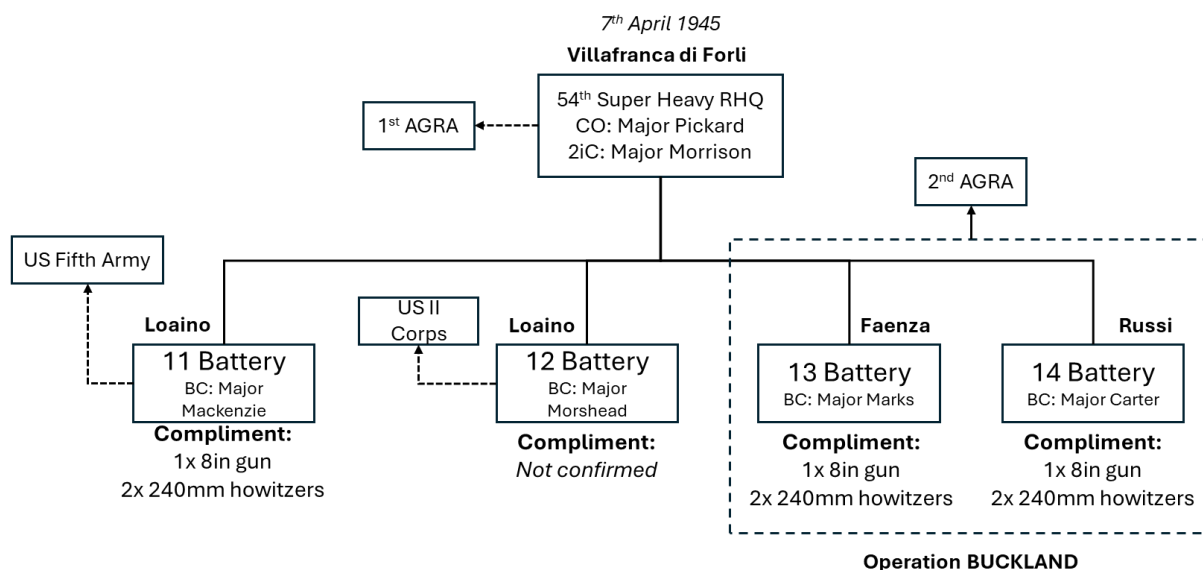 7th April 1945
Villafranca di Forli
54th Super Heavy RHQ
CO: Major Pickard
2iC: Major Morrison
1st AGRA
2nd AGRA
US Fifth Army
US II
Corps
Loaino
11 Battery
BC: Major
Mackenzie
Compliment:
1x 8in gun
2x 240mm howitzers
Loaino
12 Battery
BC: Major
Morshead
Compliment:
Not confirmed
Faenza
13 Battery
BC: Major Marks
Compliment:
1x 8in gun
2x 240mm howitzers
Russi
14 Battery
BC: Major Carter
Compliment:
1x 8in gun
2x 240mm howitzers
Operation BUCKLAND